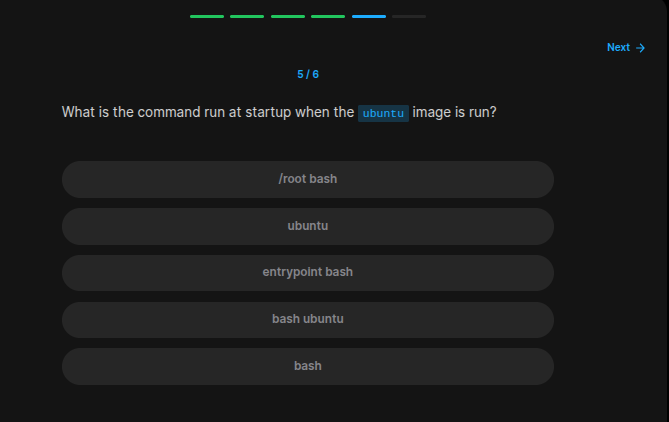 Next →
5 / 6
What is the command run at startup when the ubuntu image is run?
/root bash
ubuntu
entrypoint bash
bash ubuntu
bash